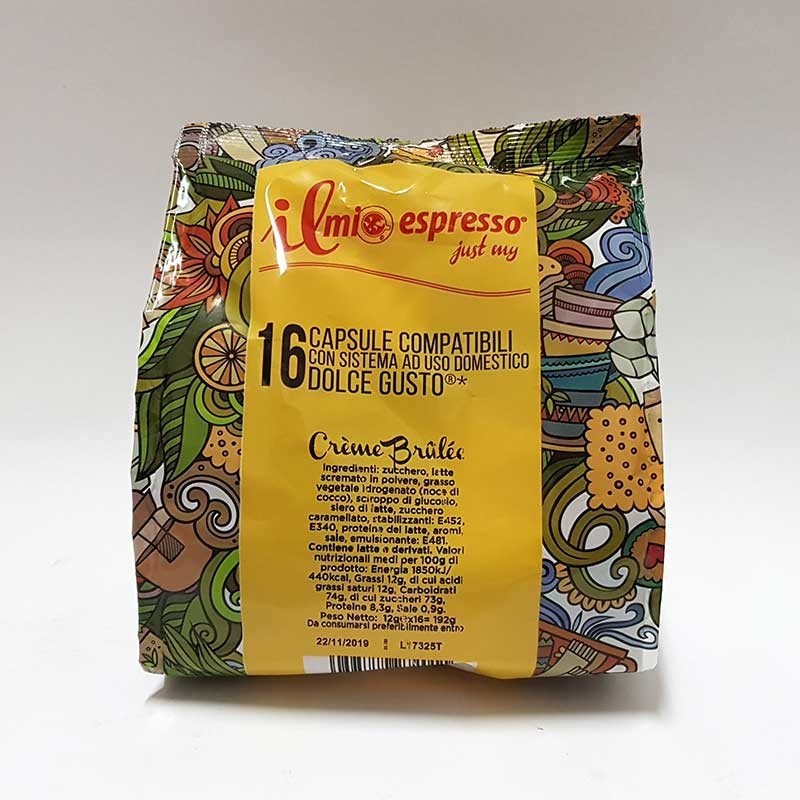 il mio espresso®
just my
16 CAPSULE COMPATIBILI
CON SISTEMA AD USO DOMESTICO
DOLCE GUSTO®*
Crème Brûlée
Ingredienti: zucchero, latte
scremato in polvere, grasso
vegetale idrogenato (noce di
cocco), sciroppo di glucosio,
siero di latte, zucchero
caramellato, stabilizzanti: E452,
E340, proteine del latte, aromi,
sale, emulsionante: E481.
Contiene latte e derivati. Valori
nutrizionali medi per 100g di
prodotto: Energia 1850kJ/
440kcal, Grassi 12g, di cui acidi
grassi saturi 12g, Carboidrati
74g, di cui zuccheri 73g,
Proteine 8,3g, Sale 0,9g.
Peso Netto: 12g℮x16= 192g
Da consumarsi preferibilmente entro
22/11/2019 L17325T